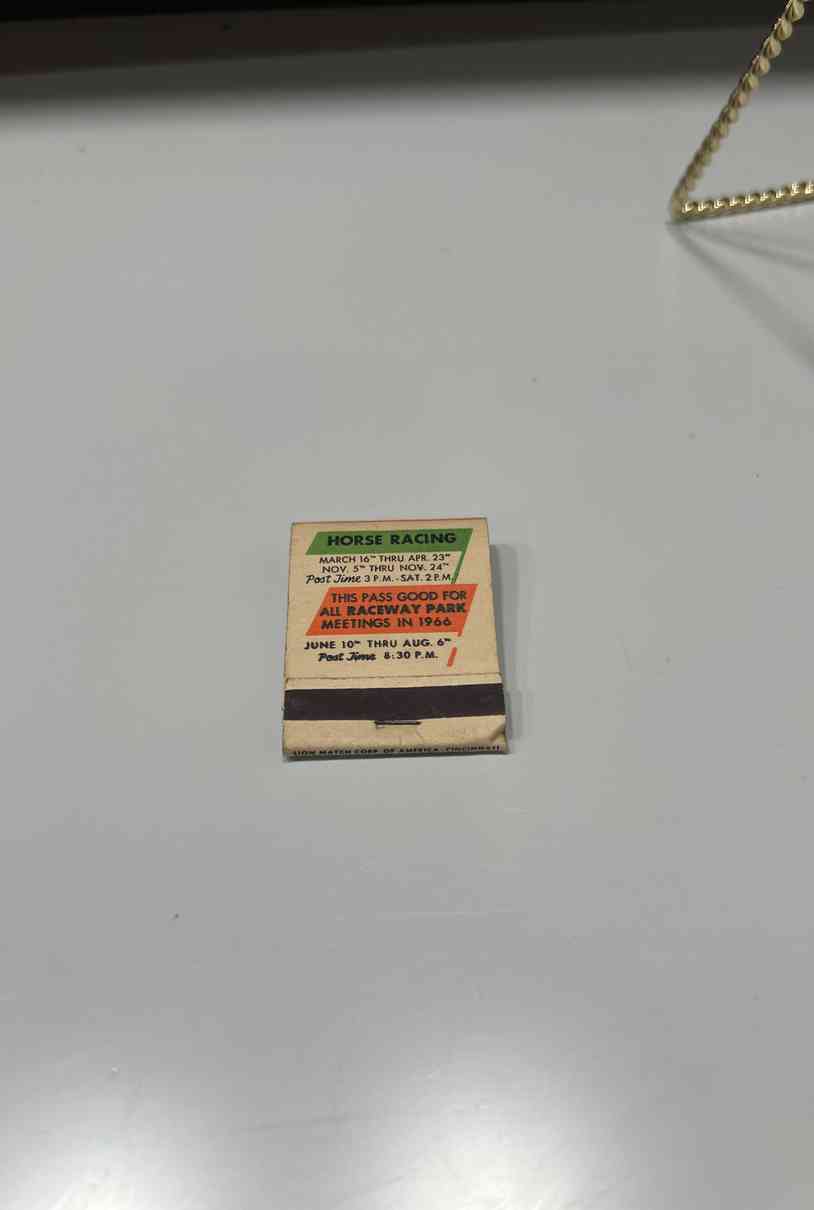 HORSE RACING
MARCH 16TH THRU APR. 23RD
NOV. 5TH THRU NOV. 24TH
Post Time 3 P.M. - SAT. 2 P.M.
THIS PASS GOOD FOR
ALL RACEWAY PARK
MEETINGS IN 1966
JUNE 10TH THRU AUG. 6TH
Post Time 8:30 P.M.
LION MATCH CORP. OF AMERICA, CINCINNATI